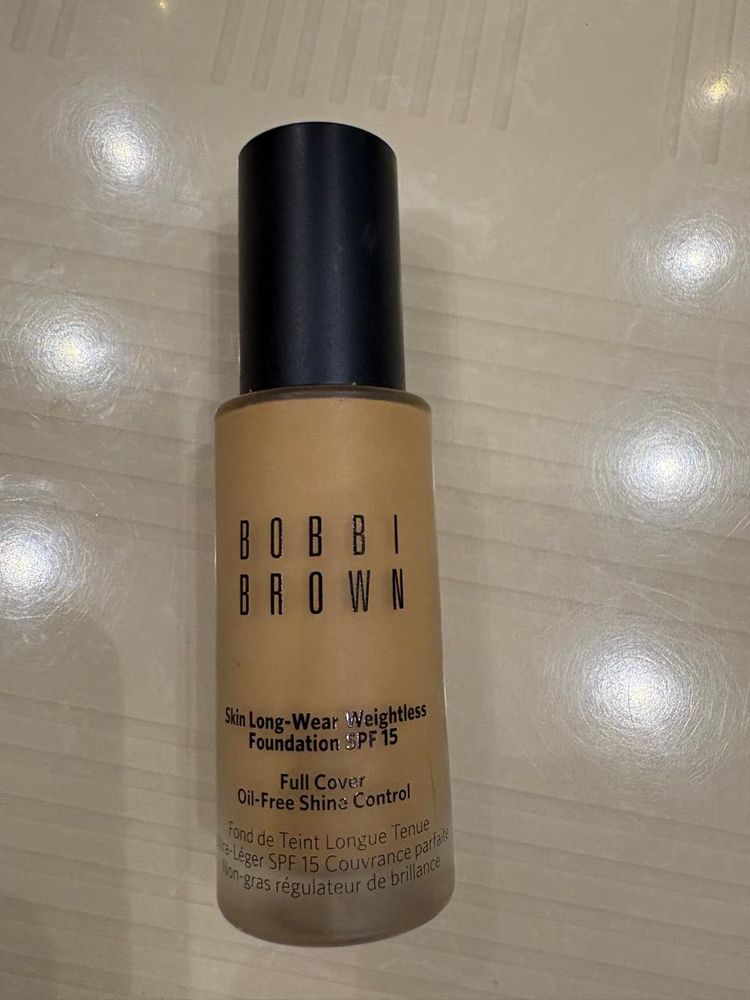 BOBBI
BROWN
Skin Long-Wear Weightless
Foundation SPF 15
Full Cover
Oil-Free Shine Control
Fond de Teint Longue Tenue
SPF 15 Couvrance parfaite
Non-gras régulateur de brillance